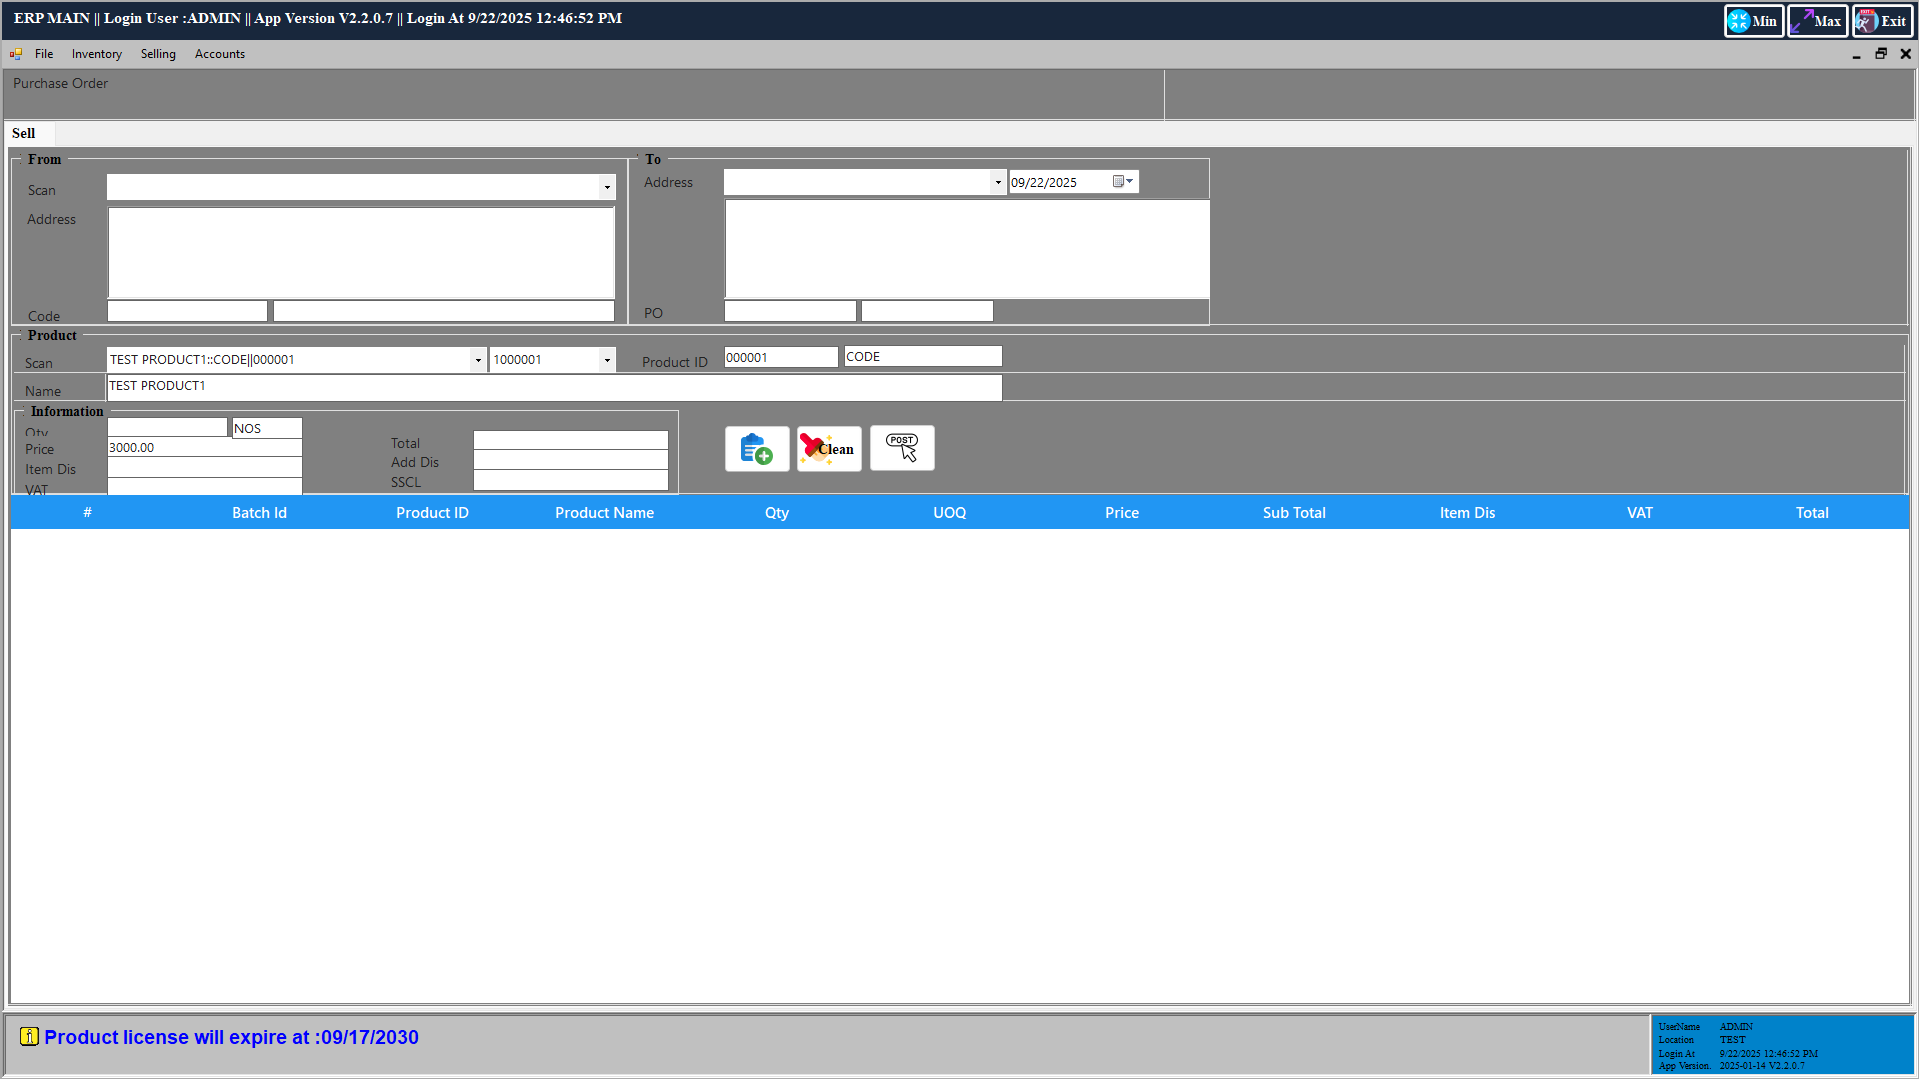 ERP MAIN || Login User :ADMIN || App Version V2.2.0.7 || Login At 9/22/2025 12:46:52 PM
Min Max Exit
File Inventory Selling Accounts
Purchase Order
Sell
From
Scan
Address
Code
To
Address 09/22/2025
PO
Product
Scan TEST PRODUCT1::CODE||000001 1000001 Product ID 000001 CODE
Name TEST PRODUCT1
Information
Qty NOS
Price 3000.00
Item Dis
VAT
Total
Add Dis
SSCL
Clean
POST
# Batch Id Product ID Product Name Qty UOQ Price Sub Total Item Dis VAT Total
Product license will expire at :09/17/2030
UserName ADMIN
Location TEST
Login At 9/22/2025 12:46:52 PM
App Version. 2025-01-14 V2.2.0.7